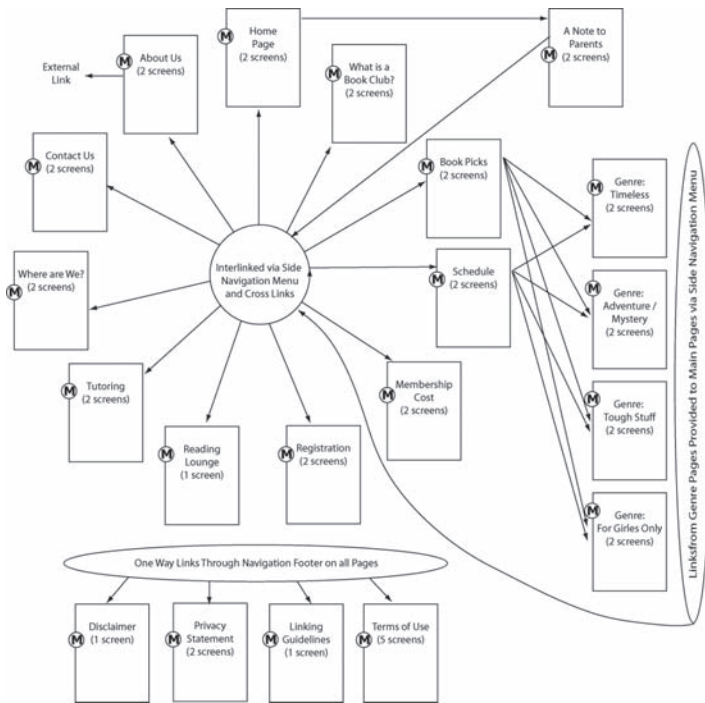 Home
Page
(2 screens)
A Note to
Parents
(2 screens)
M
M
About Us
(2 screens)
M
External
Link
What is a
Book Club?
(2 screens)
M
Contact Us
(2 screens)
M
Book Picks
(2 screens)
M
Genre:
Timeless
(2 screens)
M
Where are We?
(2 screens)
M
Interlinked via Side
Navigation Menu
and Cross Links
Schedule
(2 screens)
M
Genre:
Adventure /
Mystery
(2 screens)
M
Tutoring
(2 screens)
M
Membership
Cost
(2 screens)
M
Genre:
Tough Stuff
(2 screens)
M
Reading
Lounge
(1 screen)
M
Registration
(2 screens)
M
Genre:
For Girles Only
(2 screens)
M
Linksfrom Genre Pages Provided to Main Pages via Side Navigation Menu
One Way Links Through Navigation Footer on all Pages
Disclaimer
(1 screen)
M
Privacy
Statement
(2 screens)
M
Linking
Guidelines
(1 screen)
M
Terms of Use
(5 screens)
M